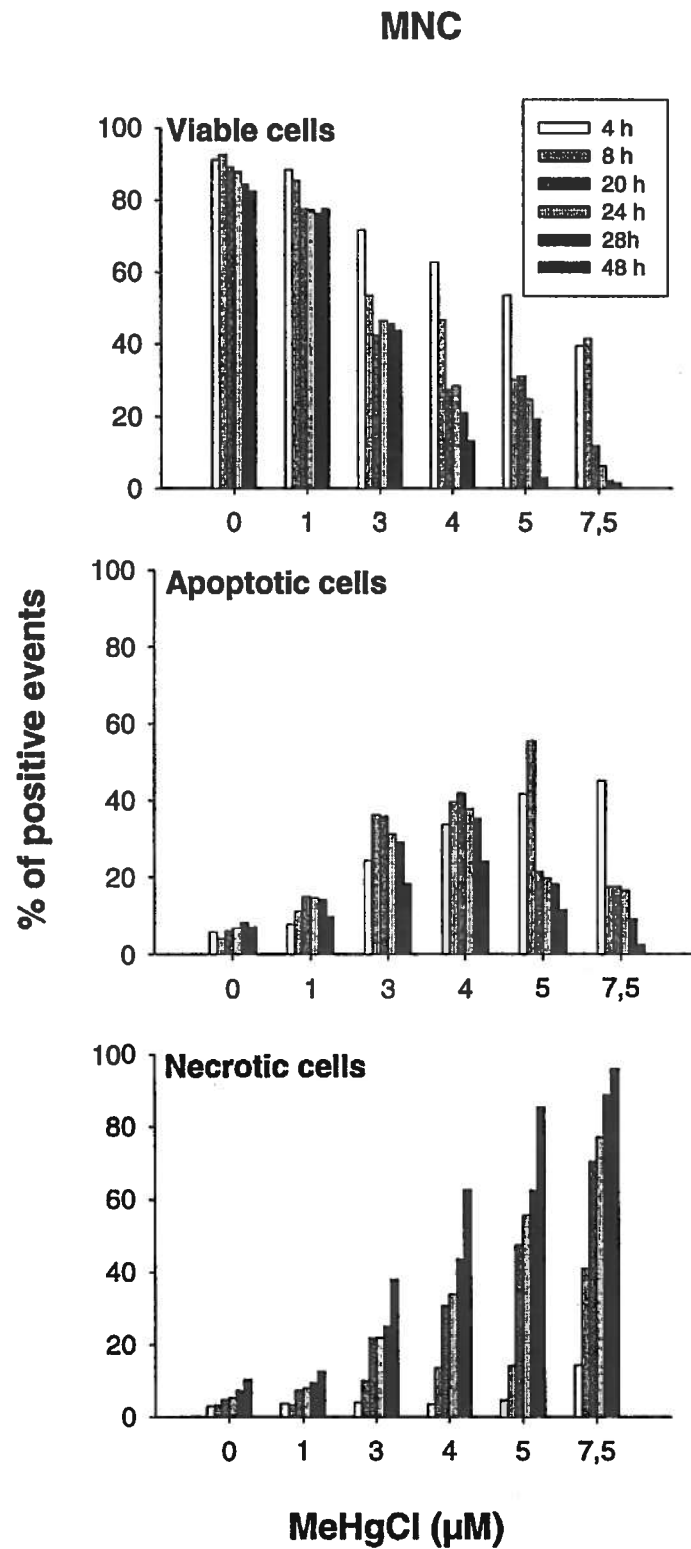 MNC
Viable cells
4 h
8 h
20 h
24 h
28h
48 h
100
80
60
40
20
0
0 1 3 4 5 7,5
% of positive events
Apoptotic cells
100
80
60
40
20
0
0 1 3 4 5 7,5
Necrotic cells
100
80
60
40
20
0
0 1 3 4 5 7,5
MeHgCl (µM)